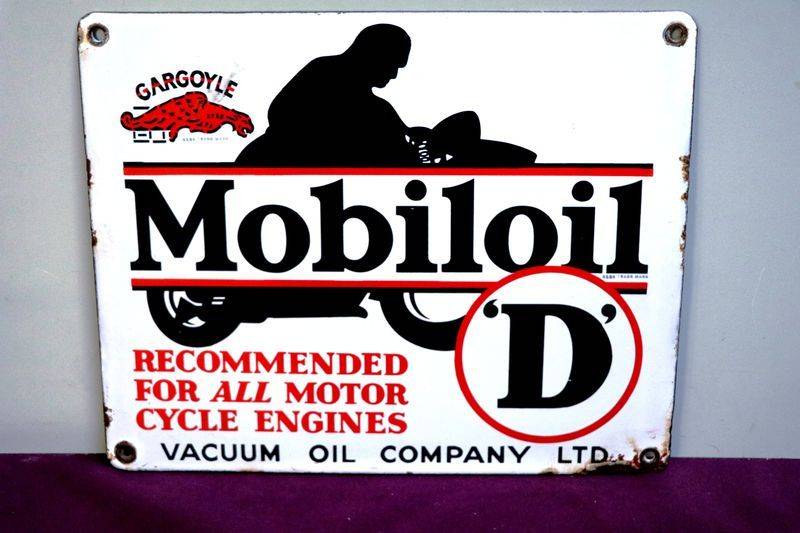 GARGOYLE
Mobiloil
'D'
RECOMMENDED
FOR ALL MOTOR
CYCLE ENGINES
VACUUM OIL COMPANY LTD